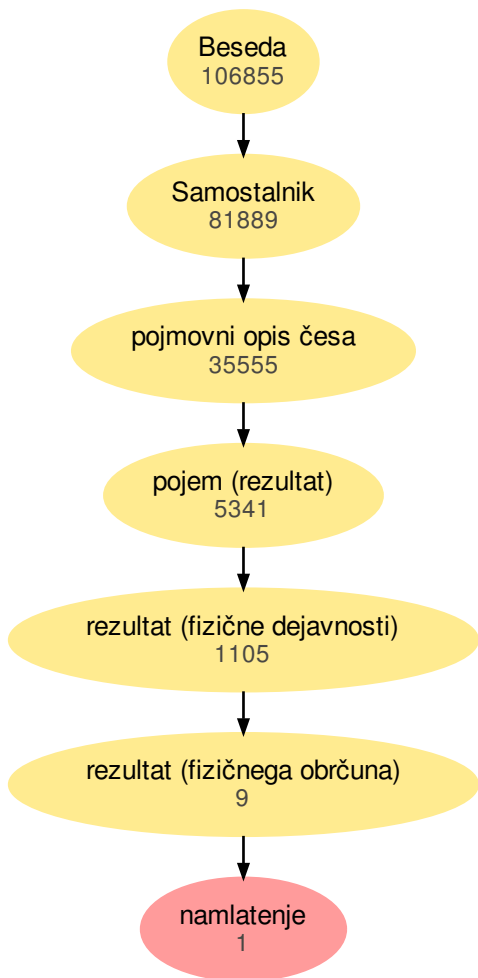 Beseda
106855
Samostalnik
81889
pojmovni opis česa
35555
pojem (rezultat)
5341
rezultat (fizične dejavnosti)
1105
rezultat (fizičnega obrčuna)
9
namlatenje
1